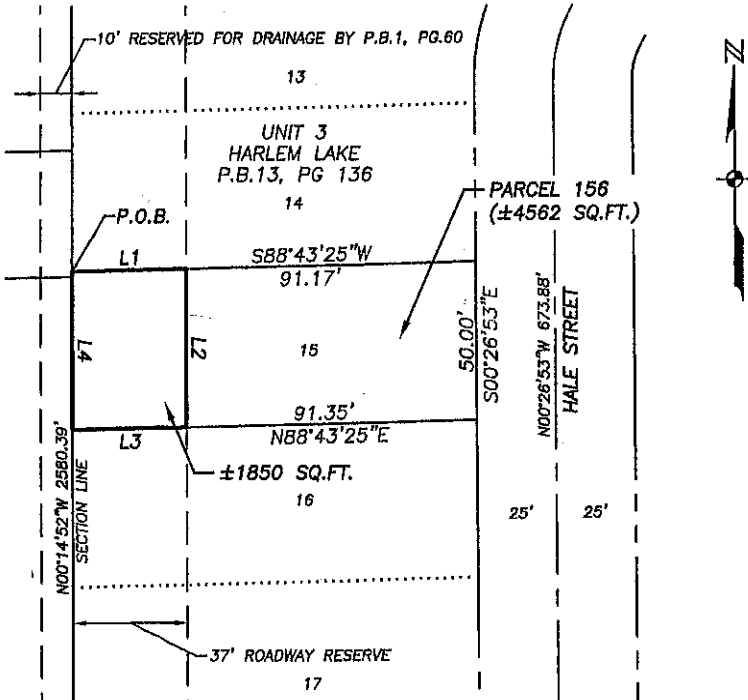 10' RESERVED FOR DRAINAGE BY P.B.1, PG.60
13
N
UNIT 3
HARLEM LAKE
P.B.13, PG 136
14
PARCEL 156
(±4562 SQ.FT.)
P.O.B.
L1
S88°43'25"W
91.17'
L4
L2
15
50.00'
S00°26'53"E
N00°26'53"W 673.88'
HALE STREET
91.35'
L3
N88°43'25"E
±1850 SQ.FT.
16
N00°14'52"W 2580.39'
SECTION LINE
25'
25'
37' ROADWAY RESERVE
17